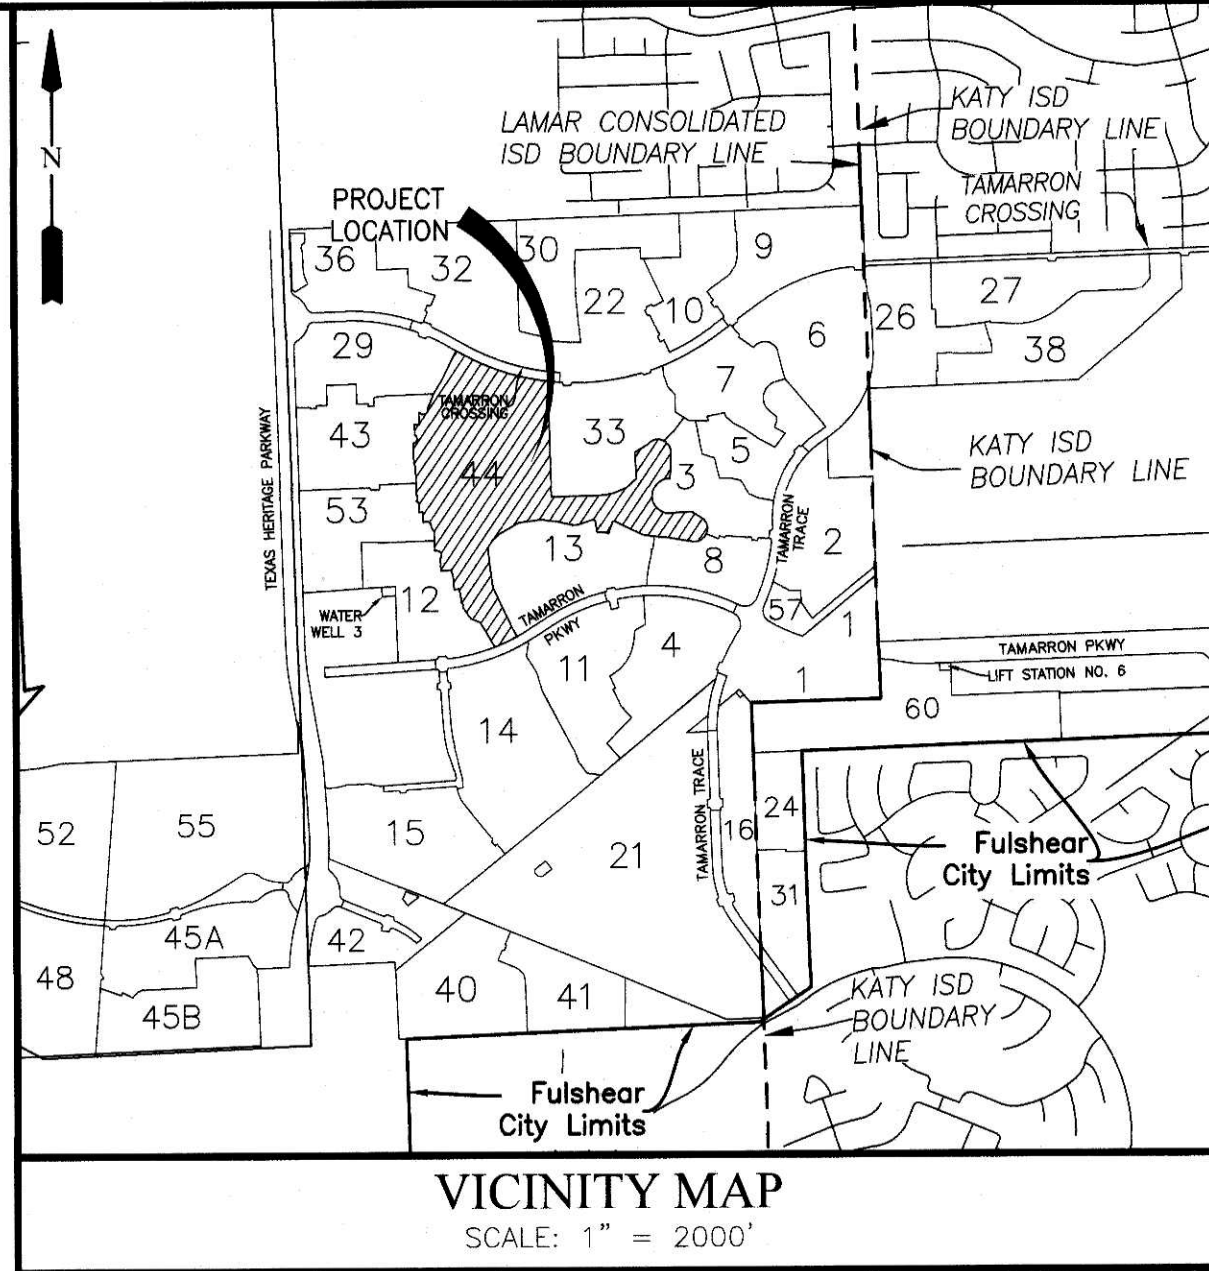 N
LAMAR CONSOLIDATED
ISD BOUNDARY LINE
KATY ISD
BOUNDARY LINE
TAMARRON
CROSSING
PROJECT
LOCATION
36
32
30
9
22
10
6
26
27
38
29
TAMARRON
CROSSING
7
43
33
5
KATY ISD
BOUNDARY LINE
TEXAS HERITAGE PARKWAY
44
3
53
TAMARRON
TRACE
2
13
8
12
57
WATER
WELL 3
TAMARRON
PKWY
1
4
TAMARRON PKWY
11
1
LIFT STATION NO. 6
60
14
TAMARRON TRACE
52
55
15
21
16
24
Fulshear
City Limits
31
45A
42
48
40
41
45B
KATY ISD
BOUNDARY
LINE
Fulshear
City Limits
VICINITY MAP
SCALE: 1" = 2000'